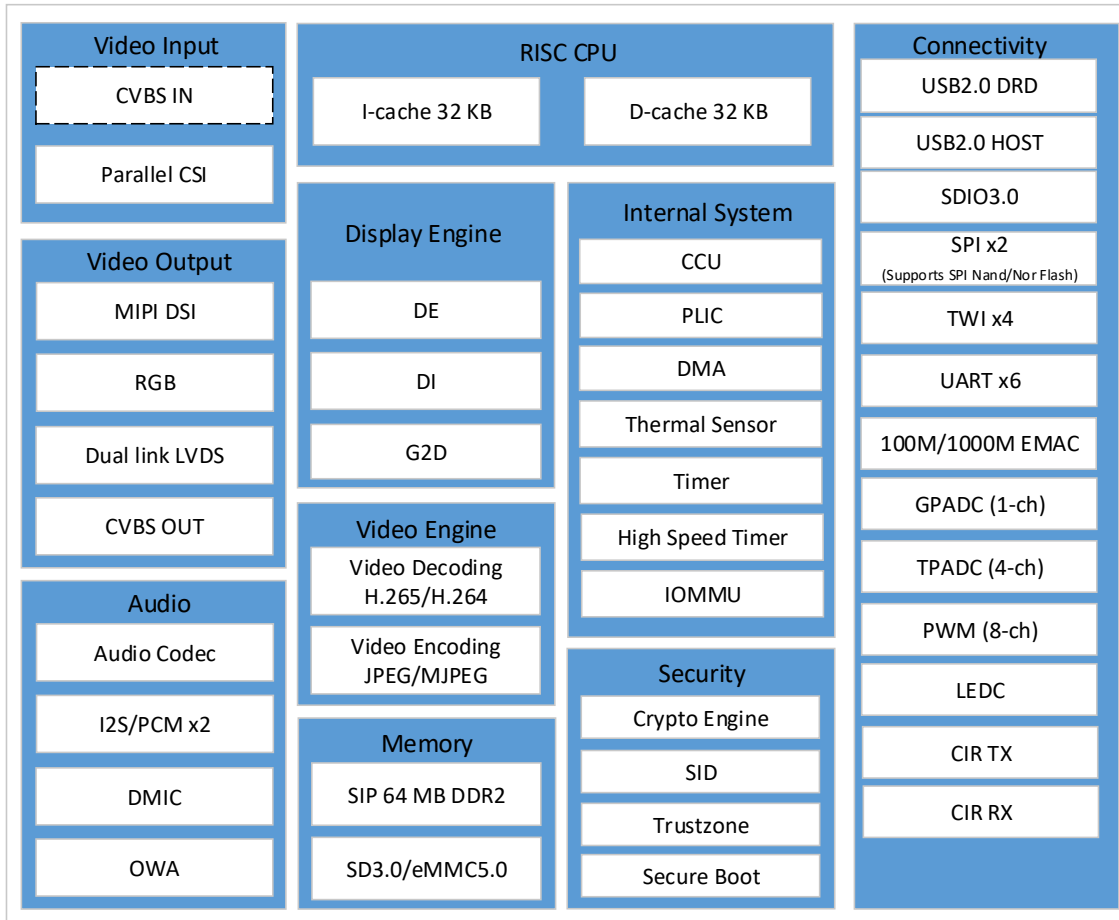 Video Input
CVBS IN
Parallel CSI
Video Output
MIPI DSI
RGB
Dual link LVDS
CVBS OUT
Audio
Audio Codec
I2S/PCM x2
DMIC
OWA
RISC CPU
I-cache 32 KB
D-cache 32 KB
Display Engine
DE
DI
G2D
Video Engine
Video Decoding
H.265/H.264
Video Encoding
JPEG/MJPEG
Memory
SIP 64 MB DDR2
SD3.0/eMMC5.0
Internal System
CCU
PLIC
DMA
Thermal Sensor
Timer
High Speed Timer
IOMMU
Security
Crypto Engine
SID
Trustzone
Secure Boot
Connectivity
USB2.0 DRD
USB2.0 HOST
SDIO3.0
SPI x2
(Supports SPI Nand/Nor Flash)
TWI x4
UART x6
100M/1000M EMAC
GPADC (1-ch)
TPADC (4-ch)
PWM (8-ch)
LEDC
CIR TX
CIR RX